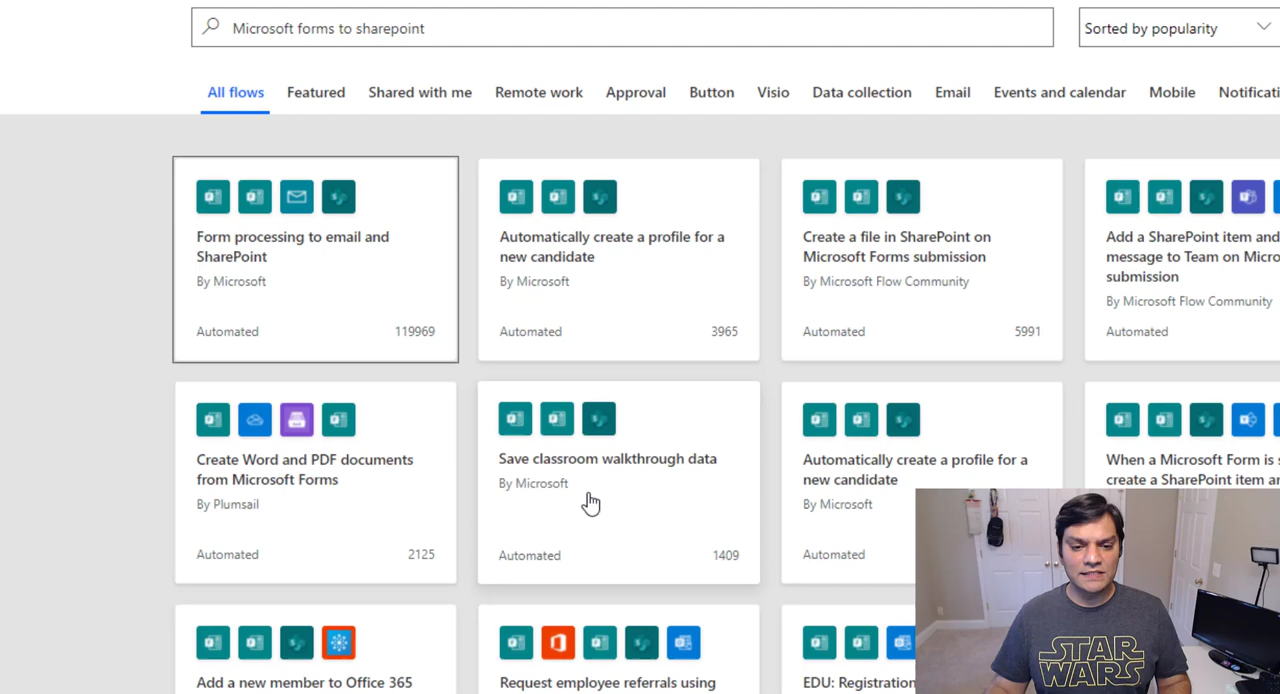 Microsoft forms to sharepoint
Sorted by popularity
All flows
Featured
Shared with me
Remote work
Approval
Button
Visio
Data collection
Email
Events and calendar
Mobile
Notificati
Form processing to email and
SharePoint
By Microsoft
Automated
119969
Automatically create a profile for a
new candidate
By Microsoft
Automated
3965
Create a file in SharePoint on
Microsoft Forms submission
By Microsoft Flow Community
Automated
5991
Add a SharePoint item and
message to Team on Micro
submission
By Microsoft Flow Community
Automated
Create Word and PDF documents
from Microsoft Forms
By Plumsail
Automated
2125
Save classroom walkthrough data
By Microsoft
Automated
1409
Automatically create a profile for a
new candidate
By Microsoft
Automated
When a Microsoft Form is s
create a SharePoint item an
Add a new member to Office 365
Request employee referrals using
EDU: Registration
STAR
WARS